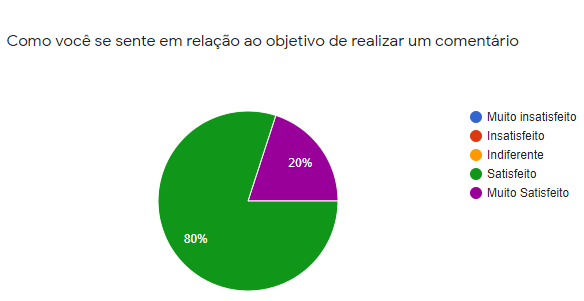 Como você se sente em relação ao objetivo de realizar um comentário
Muito insatisfeito
Insatisfeito
Indiferente
Satisfeito
Muito Satisfeito
20%
80%